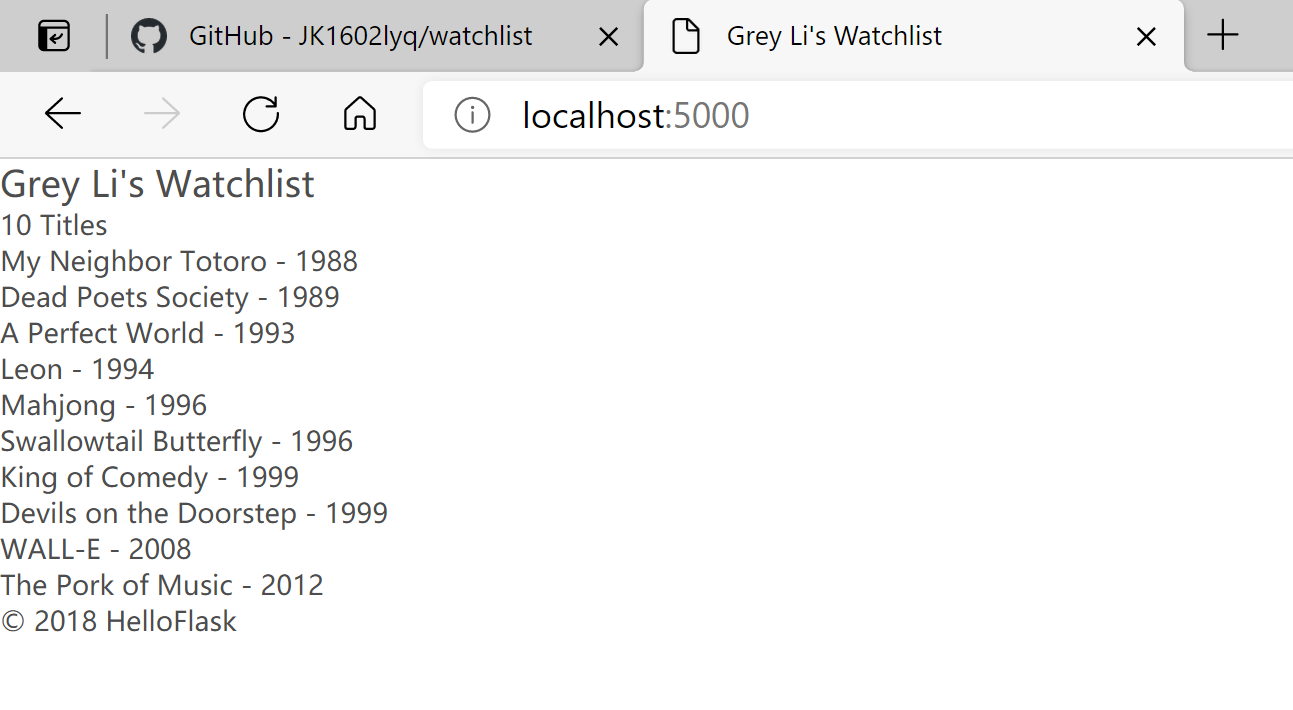 GitHub - JK1602lyq/watchlist
Grey Li's Watchlist
localhost:5000
Grey Li's Watchlist
10 Titles
My Neighbor Totoro - 1988
Dead Poets Society - 1989
A Perfect World - 1993
Leon - 1994
Mahjong - 1996
Swallowtail Butterfly - 1996
King of Comedy - 1999
Devils on the Doorstep - 1999
WALL-E - 2008
The Pork of Music - 2012
© 2018 HelloFlask